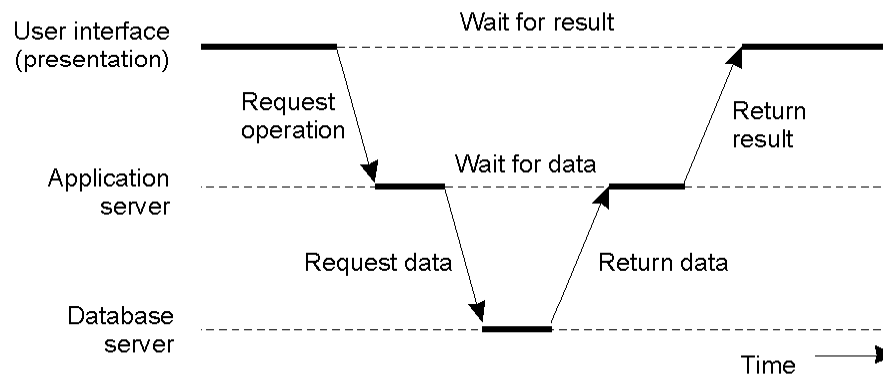 User interface
(presentation)
Wait for result
Request
operation
Return
result
Application
server
Wait for data
Request data
Return data
Database
server
Time